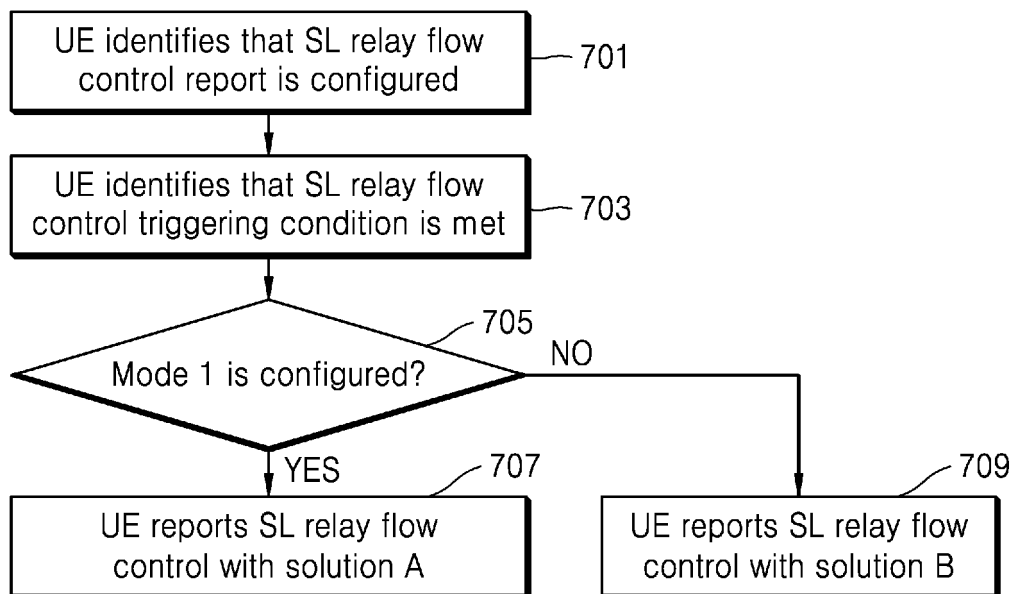 UE identifies that SL relay flow
control report is configured
701
UE identifies that SL relay flow
control triggering condition is met
703
705
Mode 1 is configured?
NO
YES
707
709
UE reports SL relay flow
control with solution A
UE reports SL relay flow
control with solution B